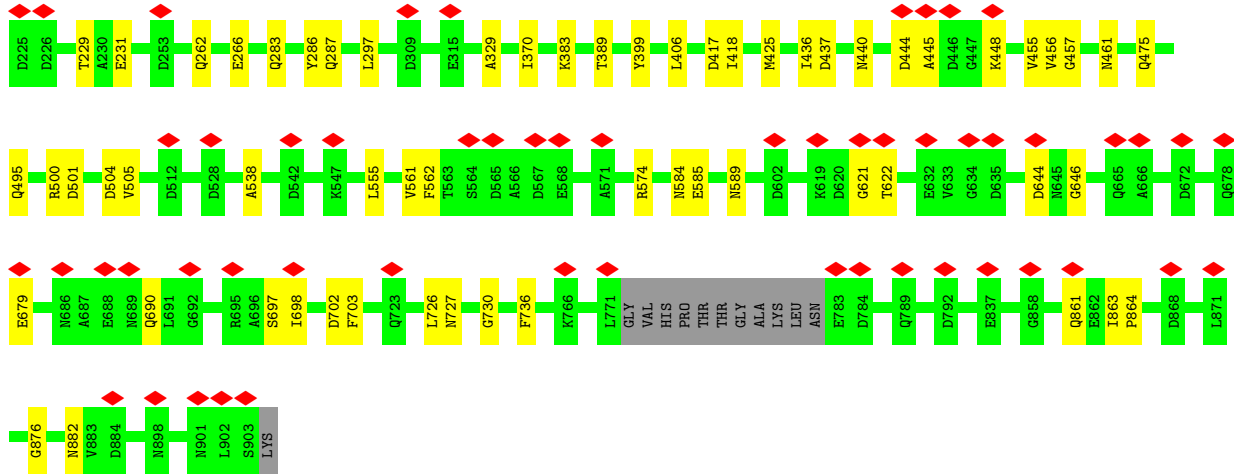 D225 D226 T229 A230 E231 D253 Q262 E266 Q283 Y286 Q287 L297 D309 E315 A329 I370 K383 T389 Y399 L406 D417 I418 M425 I436 D437 N440 D444 A445 D446 G447 K448 V455 V456 G457 N461 Q475
Q495 R500 D501 D504 V505 D512 D528 A538 D542 K547 L555 V561 F562 T563 S564 D565 A566 D567 E568 A571 R574 N584 E585 N589 D602 K619 D620 G621 T622 E632 V633 G634 D635 D644 N645 G646 Q665 A666 D672 Q678
E679 N686 A687 E688 N689 Q690 L691 G692 R695 A696 S697 I698 D702 F703 Q723 L726 N727 G730 F736 K766 L771 GLY VAL HIS PRO THR THR GLY ALA LYS LEU ASN E783 D784 Q789 D792 E837 G858 Q861 E862 I863 P864 D868 L871
G876 N882 V883 D884 N898 N901 L902 S903 LYS